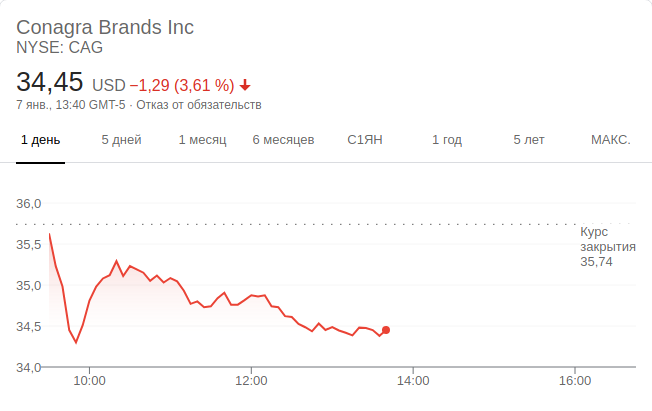 Conagra Brands Inc
NYSE: CAG
34,45 USD −1,29 (3,61 %)
7 янв., 13:40 GMT-5 · Отказ от обязательств
1 день 5 дней 1 месяц 6 месяцев С1ЯН 1 год 5 лет МАКС.
36,0
Курс
закрытия
35,74
35,5
35,0
34,5
34,0
10:00 12:00 14:00 16:00